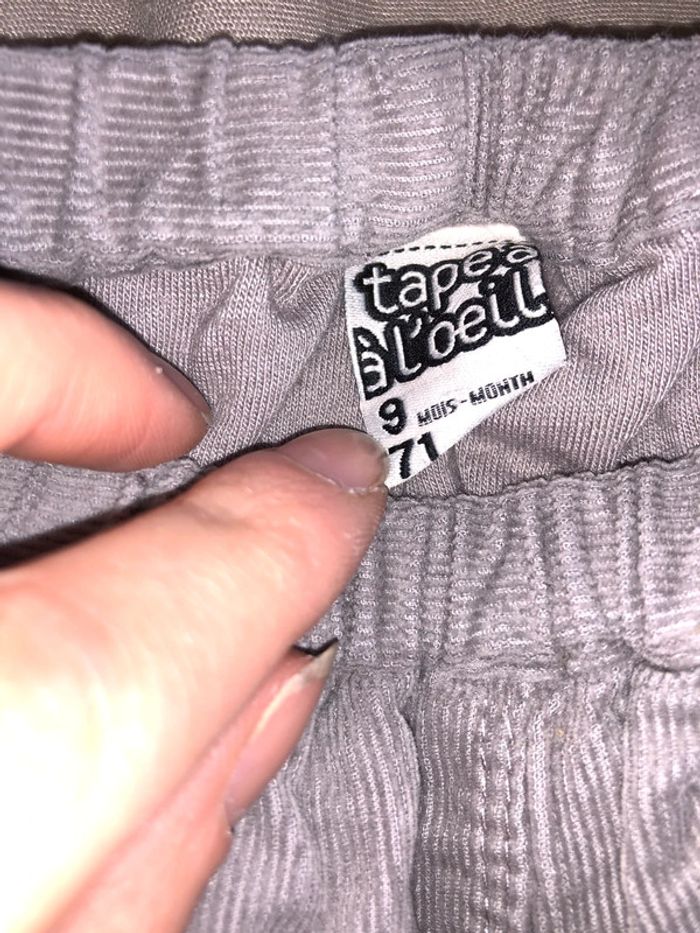 tape à
à l'oeil
9 MOIS-MONTH
71